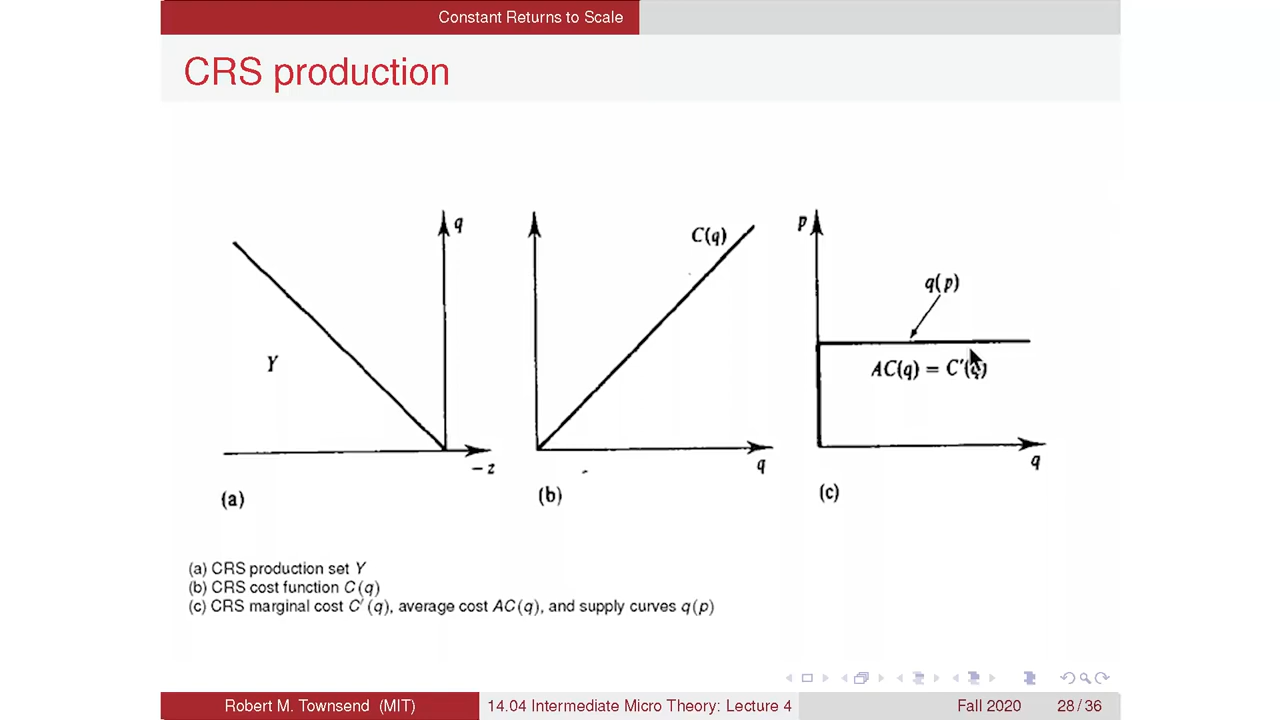 Constant Returns to Scale
CRS production
q
Y
−z
(a)
C(q)
q
(b)
p
q(p)
AC(q) = C′(q)
q
(c)
(a) CRS production set Y
(b) CRS cost function C(q)
(c) CRS marginal cost C′(q), average cost AC(q), and supply curves q(p)
Robert M. Townsend (MIT)
14.04 Intermediate Micro Theory: Lecture 4
Fall 2020
28 / 36